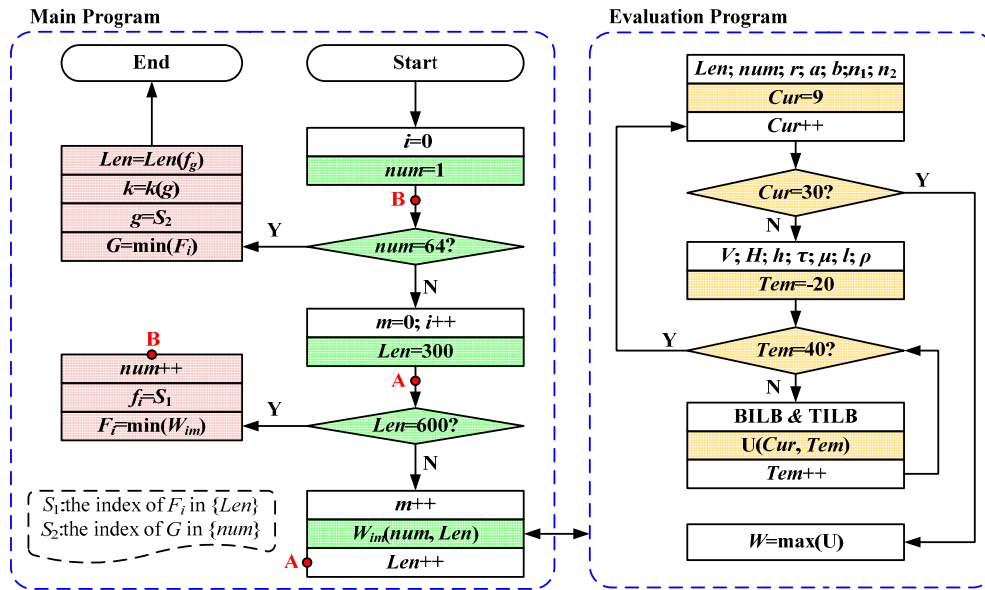 Main Program
End
Start
i=0
num=1
B
num=64?
Y
N
Len=Len(fg)
k=k(g)
g=S2
G=min(Fi)
m=0; i++
Len=300
A
Len=600?
Y
N
B
num++
fi=S1
Fi=min(Wim)
m++
Wim(num, Len)
A
Len++
S1:the index of Fi in {Len}
S2:the index of G in {num}
Evaluation Program
Len; num; r; a; b;n1; n2
Cur=9
Cur++
Cur=30?
Y
N
V; H; h; τ; μ; l; ρ
Tem=-20
Tem=40?
Y
N
BILB & TILB
U(Cur, Tem)
Tem++
W=max(U)